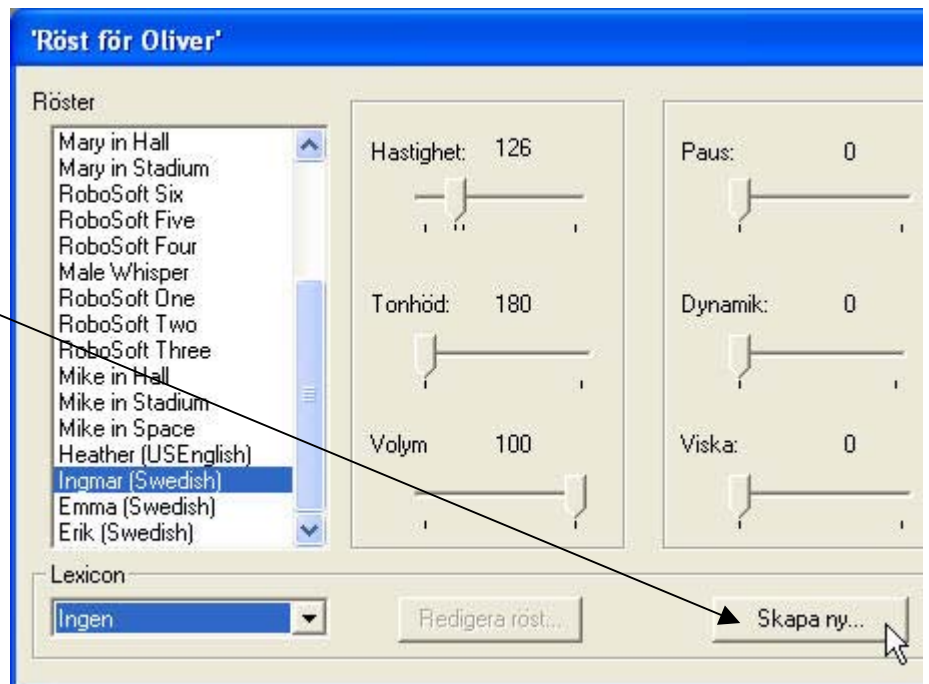 'Röst för Oliver'
Röster
Mary in Hall
Mary in Stadium
RoboSoft Six
RoboSoft Five
RoboSoft Four
Male Whisper
RoboSoft One
RoboSoft Two
RoboSoft Three
Mike in Hall
Mike in Stadium
Mike in Space
Heather (USEnglish)
Ingmar (Swedish)
Emma (Swedish)
Erik (Swedish)
Hastighet: 126
Tonhöd: 180
Volym 100
Paus: 0
Dynamik: 0
Viska: 0
Lexicon
Ingen
Redigera röst...
Skapa ny...